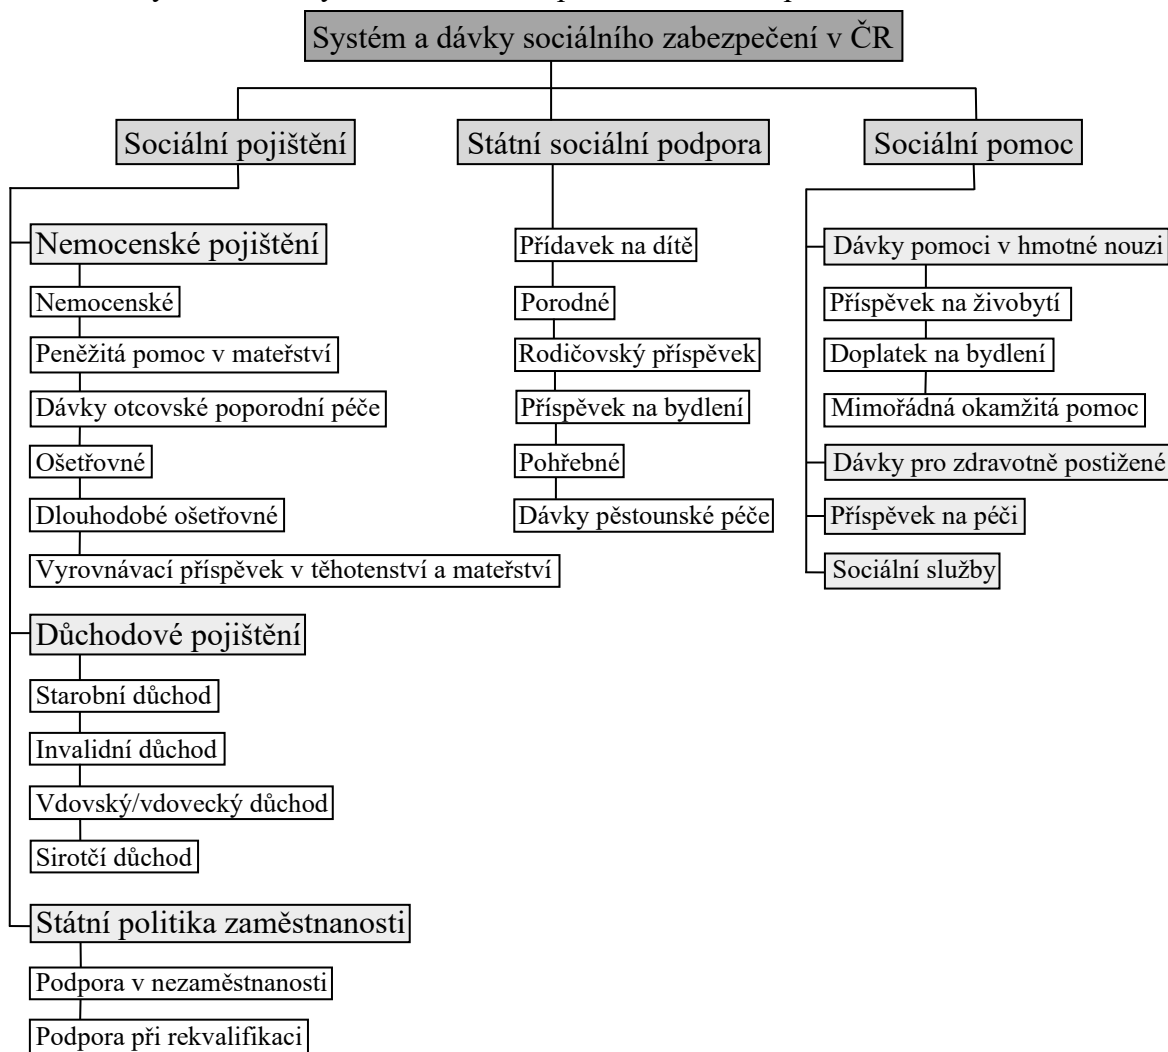 Systém a dávky sociálního zabezpečení v ČR
Sociální pojištění
Státní sociální podpora
Sociální pomoc
Nemocenské pojištění
Nemocenské
Peněžitá pomoc v mateřství
Dávky otcovské poporodní péče
Ošetřovné
Dlouhodobé ošetřovné
Vyrovnávací příspěvek v těhotenství a mateřství
Důchodové pojištění
Starobní důchod
Invalidní důchod
Vdovský/vdovecký důchod
Sirotčí důchod
Státní politika zaměstnanosti
Podpora v nezaměstnanosti
Podpora při rekvalifikaci
Přídavek na dítě
Porodné
Rodičovský příspěvek
Příspěvek na bydlení
Pohřebné
Dávky pěstounské péče
Dávky pomoci v hmotné nouzi
Příspěvek na živobytí
Doplatek na bydlení
Mimořádná okamžitá pomoc
Dávky pro zdravotně postižené
Příspěvek na péči
Sociální služby